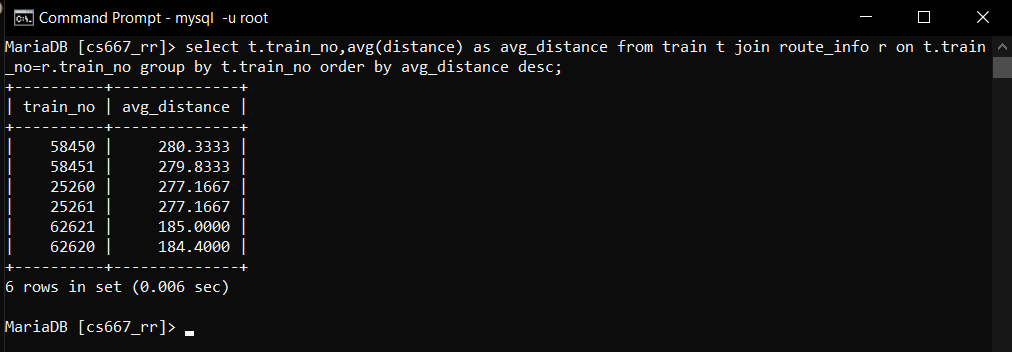 Command Prompt - mysql  -u root
MariaDB [cs667_rr]> select t.train_no,avg(distance) as avg_distance from train t join route_info r on t.train
_no=r.train_no group by t.train_no order by avg_distance desc;
+----------+--------------+
| train_no | avg_distance |
+----------+--------------+
|    58450 |     280.3333 |
|    58451 |     279.8333 |
|    25260 |     277.1667 |
|    25261 |     277.1667 |
|    62621 |     185.0000 |
|    62620 |     184.4000 |
+----------+--------------+
6 rows in set (0.006 sec)
MariaDB [cs667_rr]>